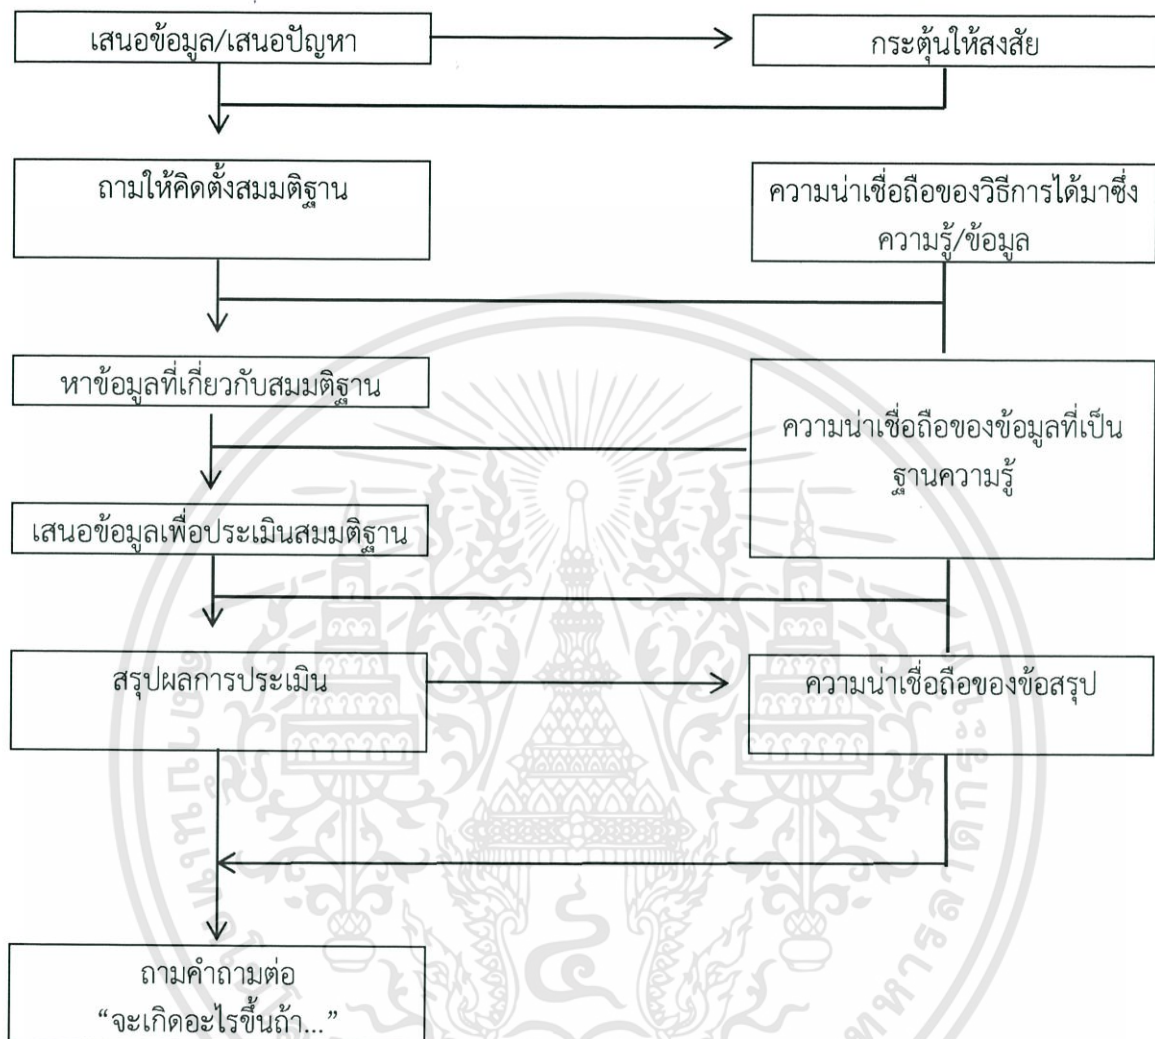 เสนอข้อมูล/เสนอปัญหา
กระตุ้นให้สงสัย
ถามให้คิดตั้งสมมติฐาน
ความน่าเชื่อถือของวิธีการได้มาซึ่ง
ความรู้/ข้อมูล
หาข้อมูลที่เกี่ยวกับสมมติฐาน
ความน่าเชื่อถือของข้อมูลที่เป็น
ฐานความรู้
เสนอข้อมูลเพื่อประเมินสมมติฐาน
สรุปผลการประเมิน
ความน่าเชื่อถือของข้อสรุป
ถามคำถามต่อ
“จะเกิดอะไรขึ้นถ้า...”